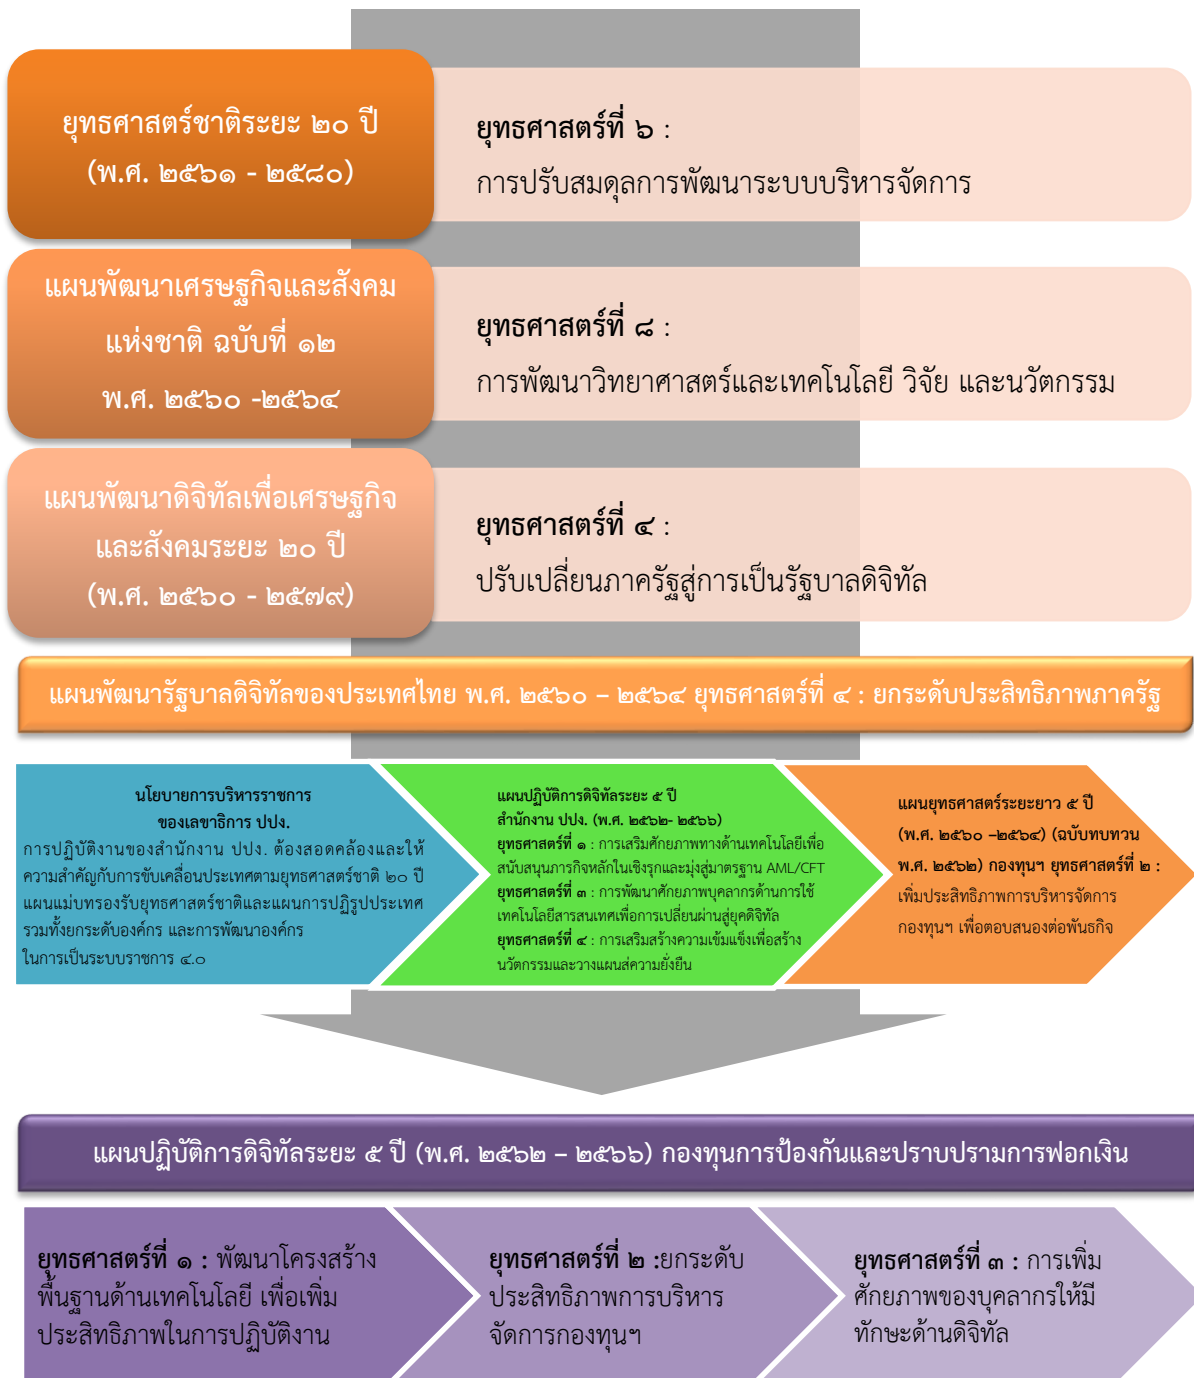 ยุทธศาสตร์ชาติระยะ ๒๐ ปี
(พ.ศ. ๒๕๖๑ - ๒๕๘๐)
ยุทธศาสตร์ที่ ๖ :
การปรับสมดุลการพัฒนาระบบบริหารจัดการ
แผนพัฒนาเศรษฐกิจและสังคม
แห่งชาติ ฉบับที่ ๑๒
พ.ศ. ๒๕๖๐ -๒๕๖๔
ยุทธศาสตร์ที่ ๘ :
การพัฒนาวิทยาศาสตร์และเทคโนโลยี วิจัย และนวัตกรรม
แผนพัฒนาดิจิทัลเพื่อเศรษฐกิจ
และสังคมระยะ ๒๐ ปี
(พ.ศ. ๒๕๖๐ - ๒๕๗๙)
ยุทธศาสตร์ที่ ๔ :
ปรับเปลี่ยนภาครัฐสู่การเป็นรัฐบาลดิจิทัล
แผนพัฒนารัฐบาลดิจิทัลของประเทศไทย พ.ศ. ๒๕๖๐ – ๒๕๖๔ ยุทธศาสตร์ที่ ๔ : ยกระดับประสิทธิภาพภาครัฐ
นโยบายการบริหารราชการ
ของเลขาธิการ ปปง.
การปฏิบัติงานของสำนักงาน ปปง. ต้องสอดคล้องและให้
ความสำคัญกับการขับเคลื่อนประเทศตามยุทธศาสตร์ชาติ ๒๐ ปี
แผนแม่บทรองรับยุทธศาสตร์ชาติและแผนการปฏิรูปประเทศ
รวมทั้งยกระดับองค์กร และการพัฒนาองค์กร
ในการเป็นระบบราชการ ๔.๐
แผนปฏิบัติการดิจิทัลระยะ ๕ ปี
สำนักงาน ปปง. (พ.ศ. ๒๕๖๒- ๒๕๖๖)
ยุทธศาสตร์ที่ ๑ : การเสริมศักยภาพทางด้านเทคโนโลยีเพื่อ
สนับสนุนภารกิจหลักในเชิงรุกและมุ่งสู่มาตรฐาน AML/CFT
ยุทธศาสตร์ที่ ๓ : การพัฒนาศักยภาพบุคลากรด้านการใช้
เทคโนโลยีสารสนเทศเพื่อการเปลี่ยนผ่านสู่ยุคดิจิทัล
ยุทธศาสตร์ที่ ๔ : การเสริมสร้างความเข้มแข็งเพื่อสร้าง
นวัตกรรมและวางแผนสู่ความยั่งยืน
แผนยุทธศาสตร์ระยะยาว ๕ ปี
(พ.ศ. ๒๕๖๐ –๒๕๖๔) (ฉบับทบทวน
พ.ศ. ๒๕๖๒) กองทุนฯ ยุทธศาสตร์ที่ ๒ :
เพิ่มประสิทธิภาพการบริหารจัดการ
กองทุนฯ เพื่อตอบสนองต่อพันธกิจ
แผนปฏิบัติการดิจิทัลระยะ ๕ ปี (พ.ศ. ๒๕๖๒ – ๒๕๖๖) กองทุนการป้องกันและปราบปรามการฟอกเงิน
ยุทธศาสตร์ที่ ๑ : พัฒนาโครงสร้าง
พื้นฐานด้านเทคโนโลยี เพื่อเพิ่ม
ประสิทธิภาพในการปฏิบัติงาน
ยุทธศาสตร์ที่ ๒ :ยกระดับ
ประสิทธิภาพการบริหาร
จัดการกองทุนฯ
ยุทธศาสตร์ที่ ๓ : การเพิ่ม
ศักยภาพของบุคลากรให้มี
ทักษะด้านดิจิทัล